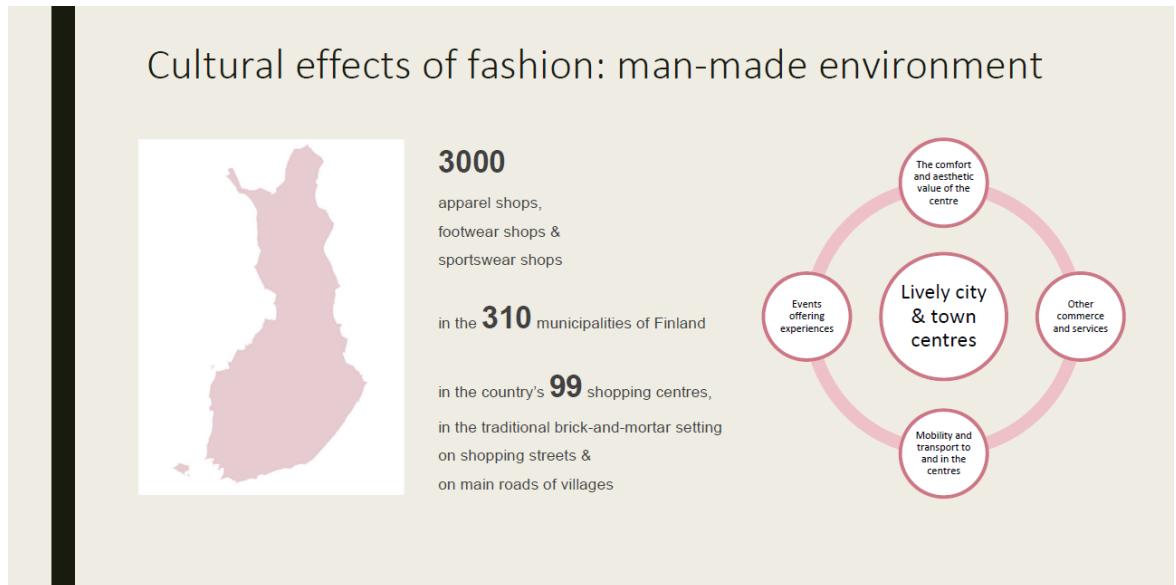 Cultural effects of fashion: man-made environment
3000
apparel shops,
footwear shops &
sportswear shops
in the 310 municipalities of Finland
in the country's 99 shopping centres,
in the traditional brick-and-mortar setting
on shopping streets &
on main roads of villages
The comfort
and aesthetic
value of the
centre
Events
offering
experiences
Lively city
& town
centres
Other
commerce
and services
Mobility and
transport to
and in the
centres